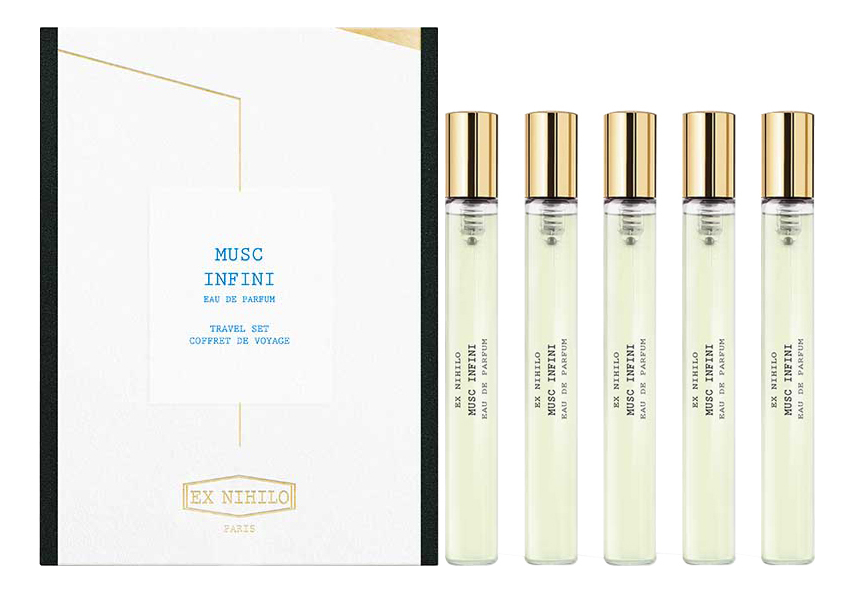 MUSC
INFINI
EAU DE PARFUM
TRAVEL SET
COFFRET DE VOYAGE
EX NIHILO
PARIS
EX NIHILO
MUSC INFINI
EAU DE PARFUM
EX NIHILO
MUSC INFINI
EAU DE PARFUM
EX NIHILO
MUSC INFINI
EAU DE PARFUM
EX NIHILO
MUSC INFINI
EAU DE PARFUM
EX NIHILO
MUSC INFINI
EAU DE PARFUM